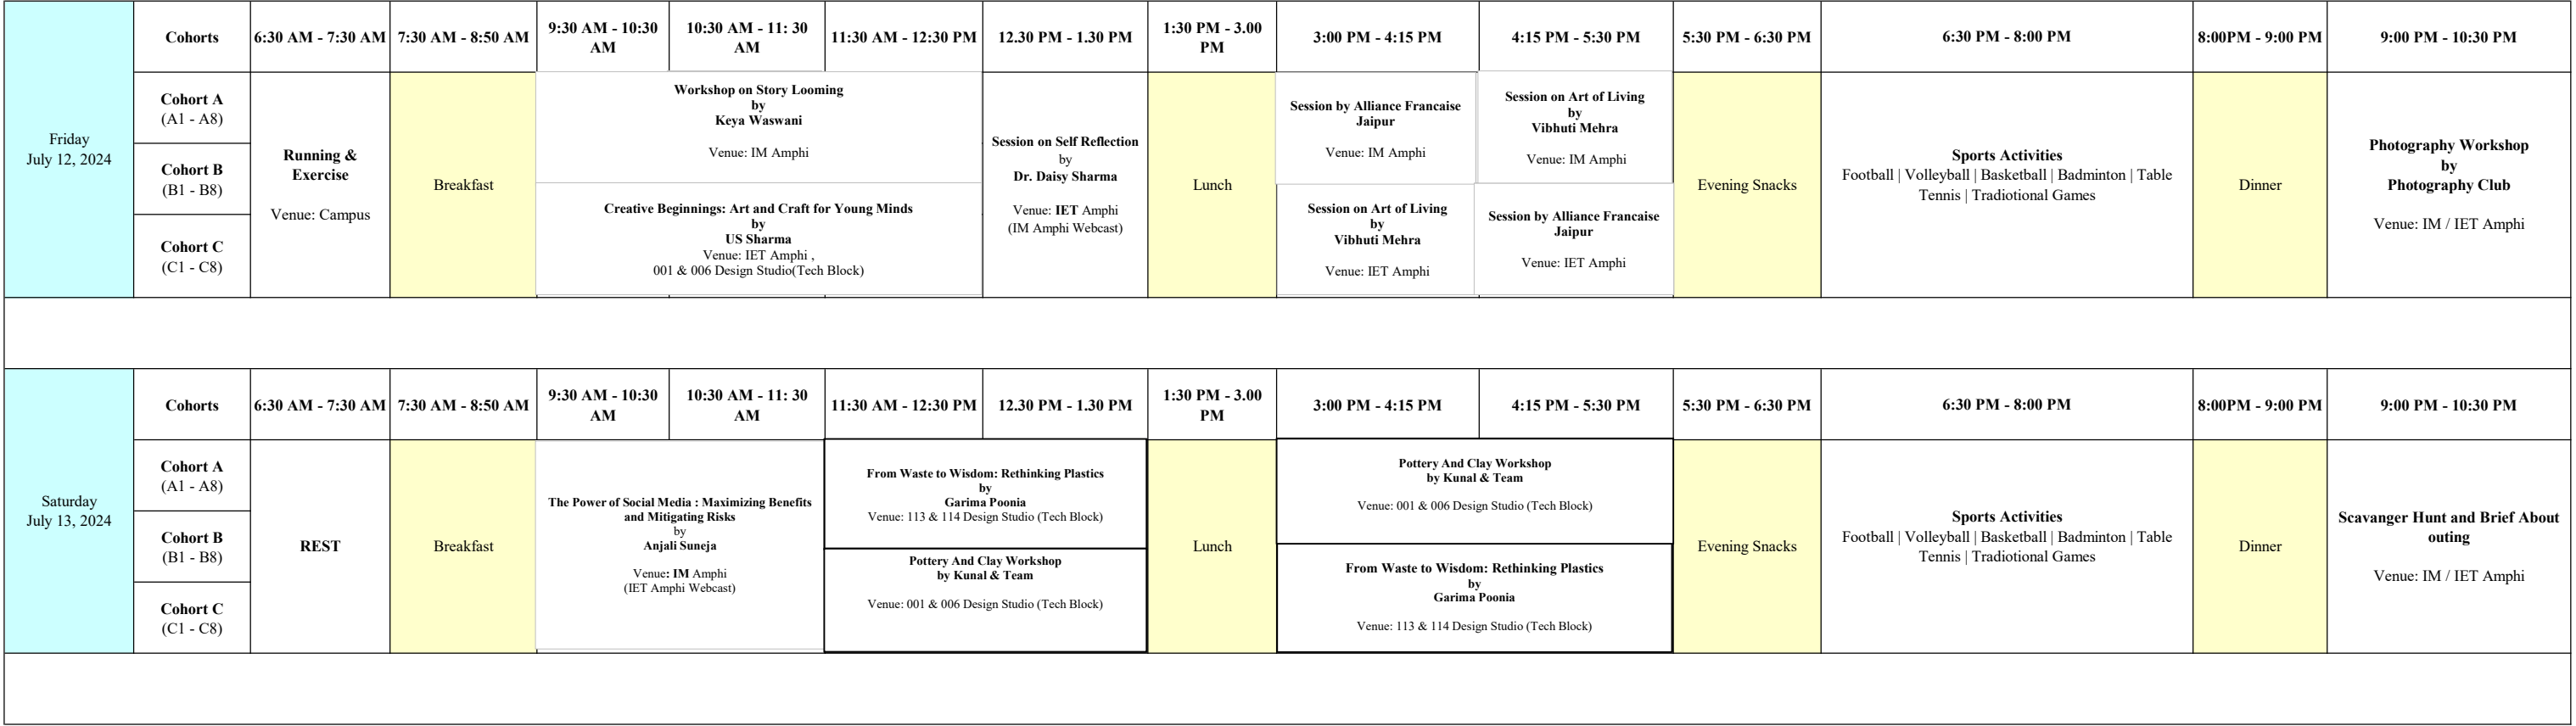 Cohorts
6:30 AM - 7:30 AM
7:30 AM - 8:50 AM
9:30 AM - 10:30
AM
10:30 AM - 11: 30
AM
11:30 AM - 12:30 PM
12.30 PM - 1.30 PM
1:30 PM - 3.00
PM
3:00 PM - 4:15 PM
4:15 PM - 5:30 PM
5:30 PM - 6:30 PM
6:30 PM - 8:00 PM
8:00PM - 9:00 PM
9:00 PM - 10:30 PM
Friday
July 12, 2024
Cohort A
(A1 - A8)
Cohort B
(B1 - B8)
Cohort C
(C1 - C8)
Running &
Exercise
Venue: Campus
Breakfast
Workshop on Story Looming
by
Keya Waswani
Venue: IM Amphi
Creative Beginnings: Art and Craft for Young Minds
by
US Sharma
Venue: IET Amphi ,
001 & 006 Design Studio(Tech Block)
Session on Self Reflection
by
Dr. Daisy Sharma
Venue: IET Amphi
(IM Amphi Webcast)
Lunch
Session by Alliance Francaise
Jaipur
Venue: IM Amphi
Session on Art of Living
by
Vibhuti Mehra
Venue: IM Amphi
Session on Art of Living
by
Vibhuti Mehra
Venue: IET Amphi
Session by Alliance Francaise
Jaipur
Venue: IET Amphi
Evening Snacks
Sports Activities
Football | Volleyball | Basketball | Badminton | Table
Tennis | Tradiotional Games
Dinner
Photography Workshop
by
Photography Club
Venue: IM / IET Amphi
Cohorts
6:30 AM - 7:30 AM
7:30 AM - 8:50 AM
9:30 AM - 10:30
AM
10:30 AM - 11: 30
AM
11:30 AM - 12:30 PM
12.30 PM - 1.30 PM
1:30 PM - 3.00
PM
3:00 PM - 4:15 PM
4:15 PM - 5:30 PM
5:30 PM - 6:30 PM
6:30 PM - 8:00 PM
8:00PM - 9:00 PM
9:00 PM - 10:30 PM
Saturday
July 13, 2024
Cohort A
(A1 - A8)
Cohort B
(B1 - B8)
Cohort C
(C1 - C8)
REST
Breakfast
The Power of Social Media : Maximizing Benefits
and Mitigating Risks
by
Anjali Suneja
Venue: IM Amphi
(IET Amphi Webcast)
From Waste to Wisdom: Rethinking Plastics
by
Garima Poonia
Venue: 113 & 114 Design Studio (Tech Block)
Pottery And Clay Workshop
by Kunal & Team
Venue: 001 & 006 Design Studio (Tech Block)
Lunch
Pottery And Clay Workshop
by Kunal & Team
Venue: 001 & 006 Design Studio (Tech Block)
From Waste to Wisdom: Rethinking Plastics
by
Garima Poonia
Venue: 113 & 114 Design Studio (Tech Block)
Evening Snacks
Sports Activities
Football | Volleyball | Basketball | Badminton | Table
Tennis | Tradiotional Games
Dinner
Scavanger Hunt and Brief About
outing
Venue: IM / IET Amphi